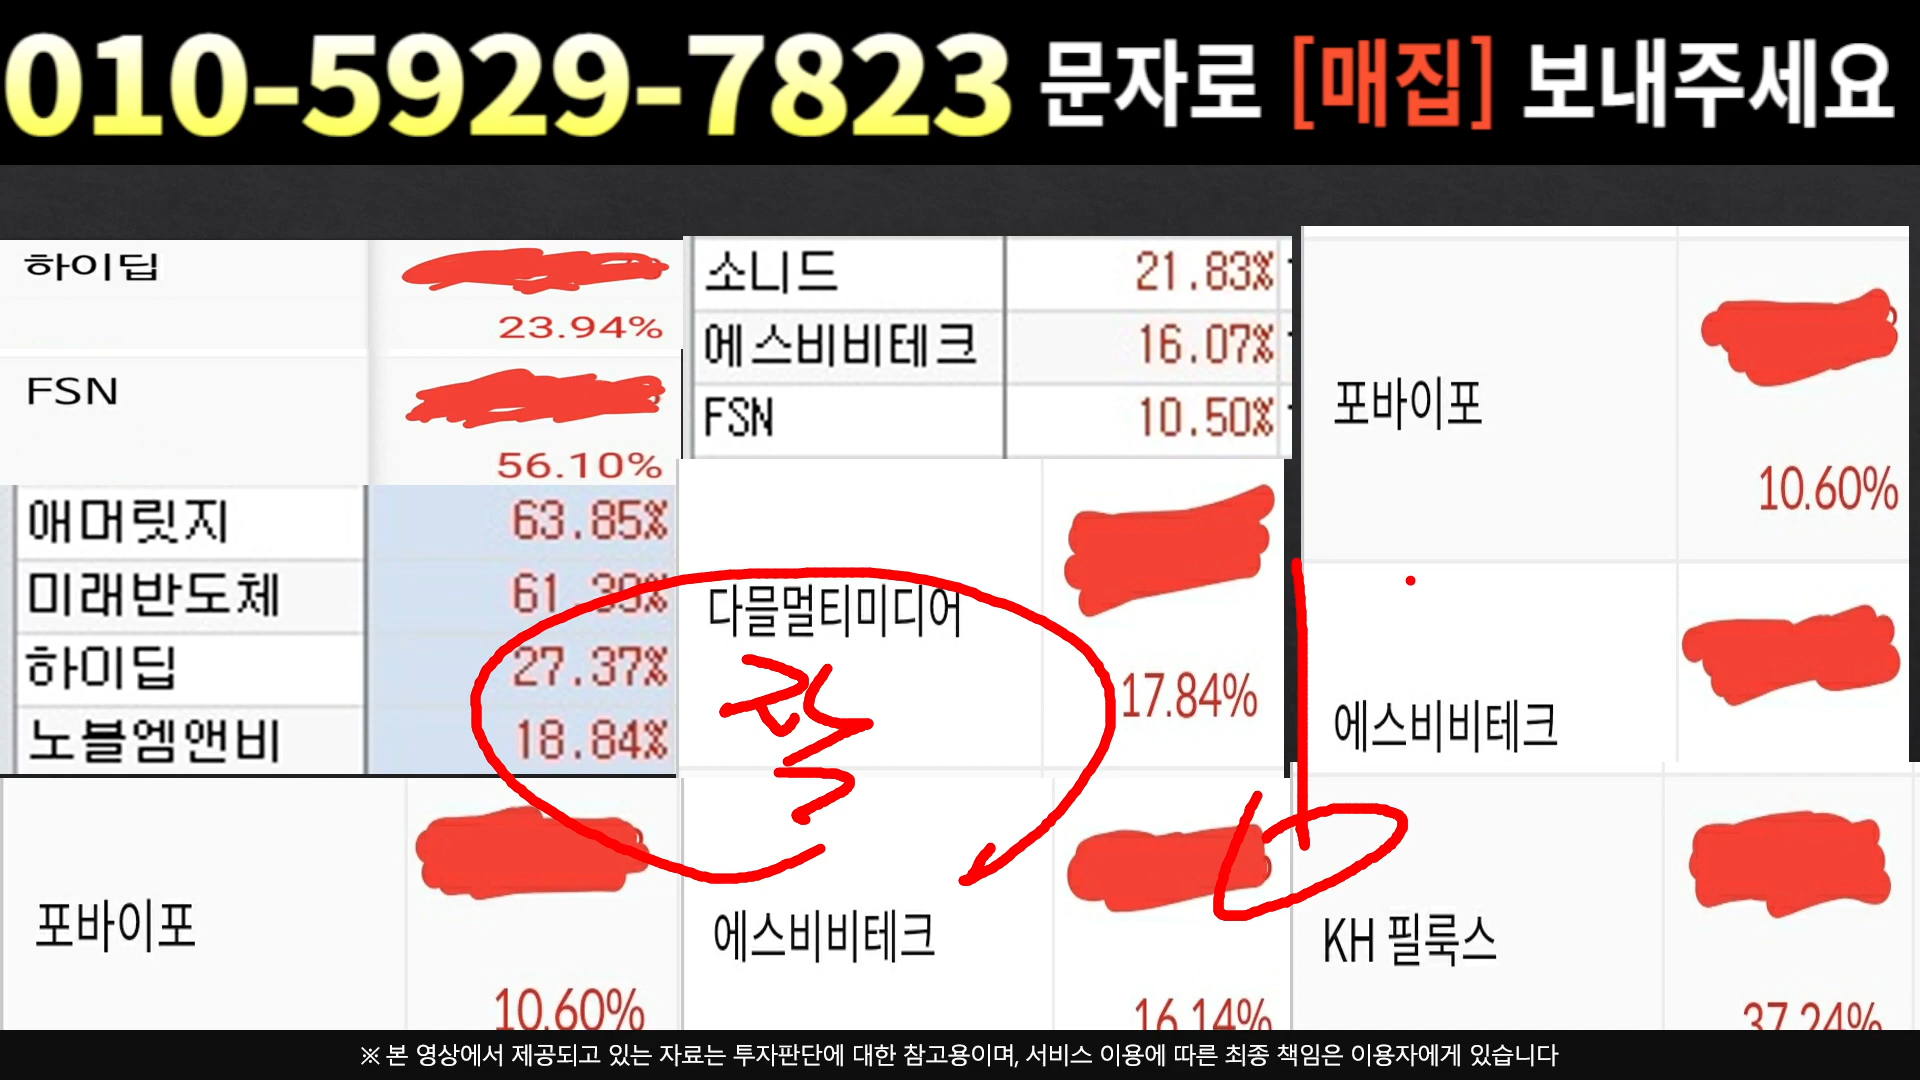 010-5929-7823 문자로 [매집] 보내주세요
하이딥
23.94%
FSN
56.10%
애머릿지 63.85%
미래반도체 61.39%
하이딥 27.37%
노블엠앤비 18.84%
소니드 21.83%
에스비비테크 16.07%
FSN 10.50%
다믈멀티미디어
17.84%
포바이포
10.60%
에스비비테크
포바이포
10.60%
에스비비테크
16.14%
KH 필룩스
37.24%
※ 본 영상에서 제공되고 있는 자료는 투자판단에 대한 참고용이며, 서비스 이용에 따른 최종 책임은 이용자에게 있습니다